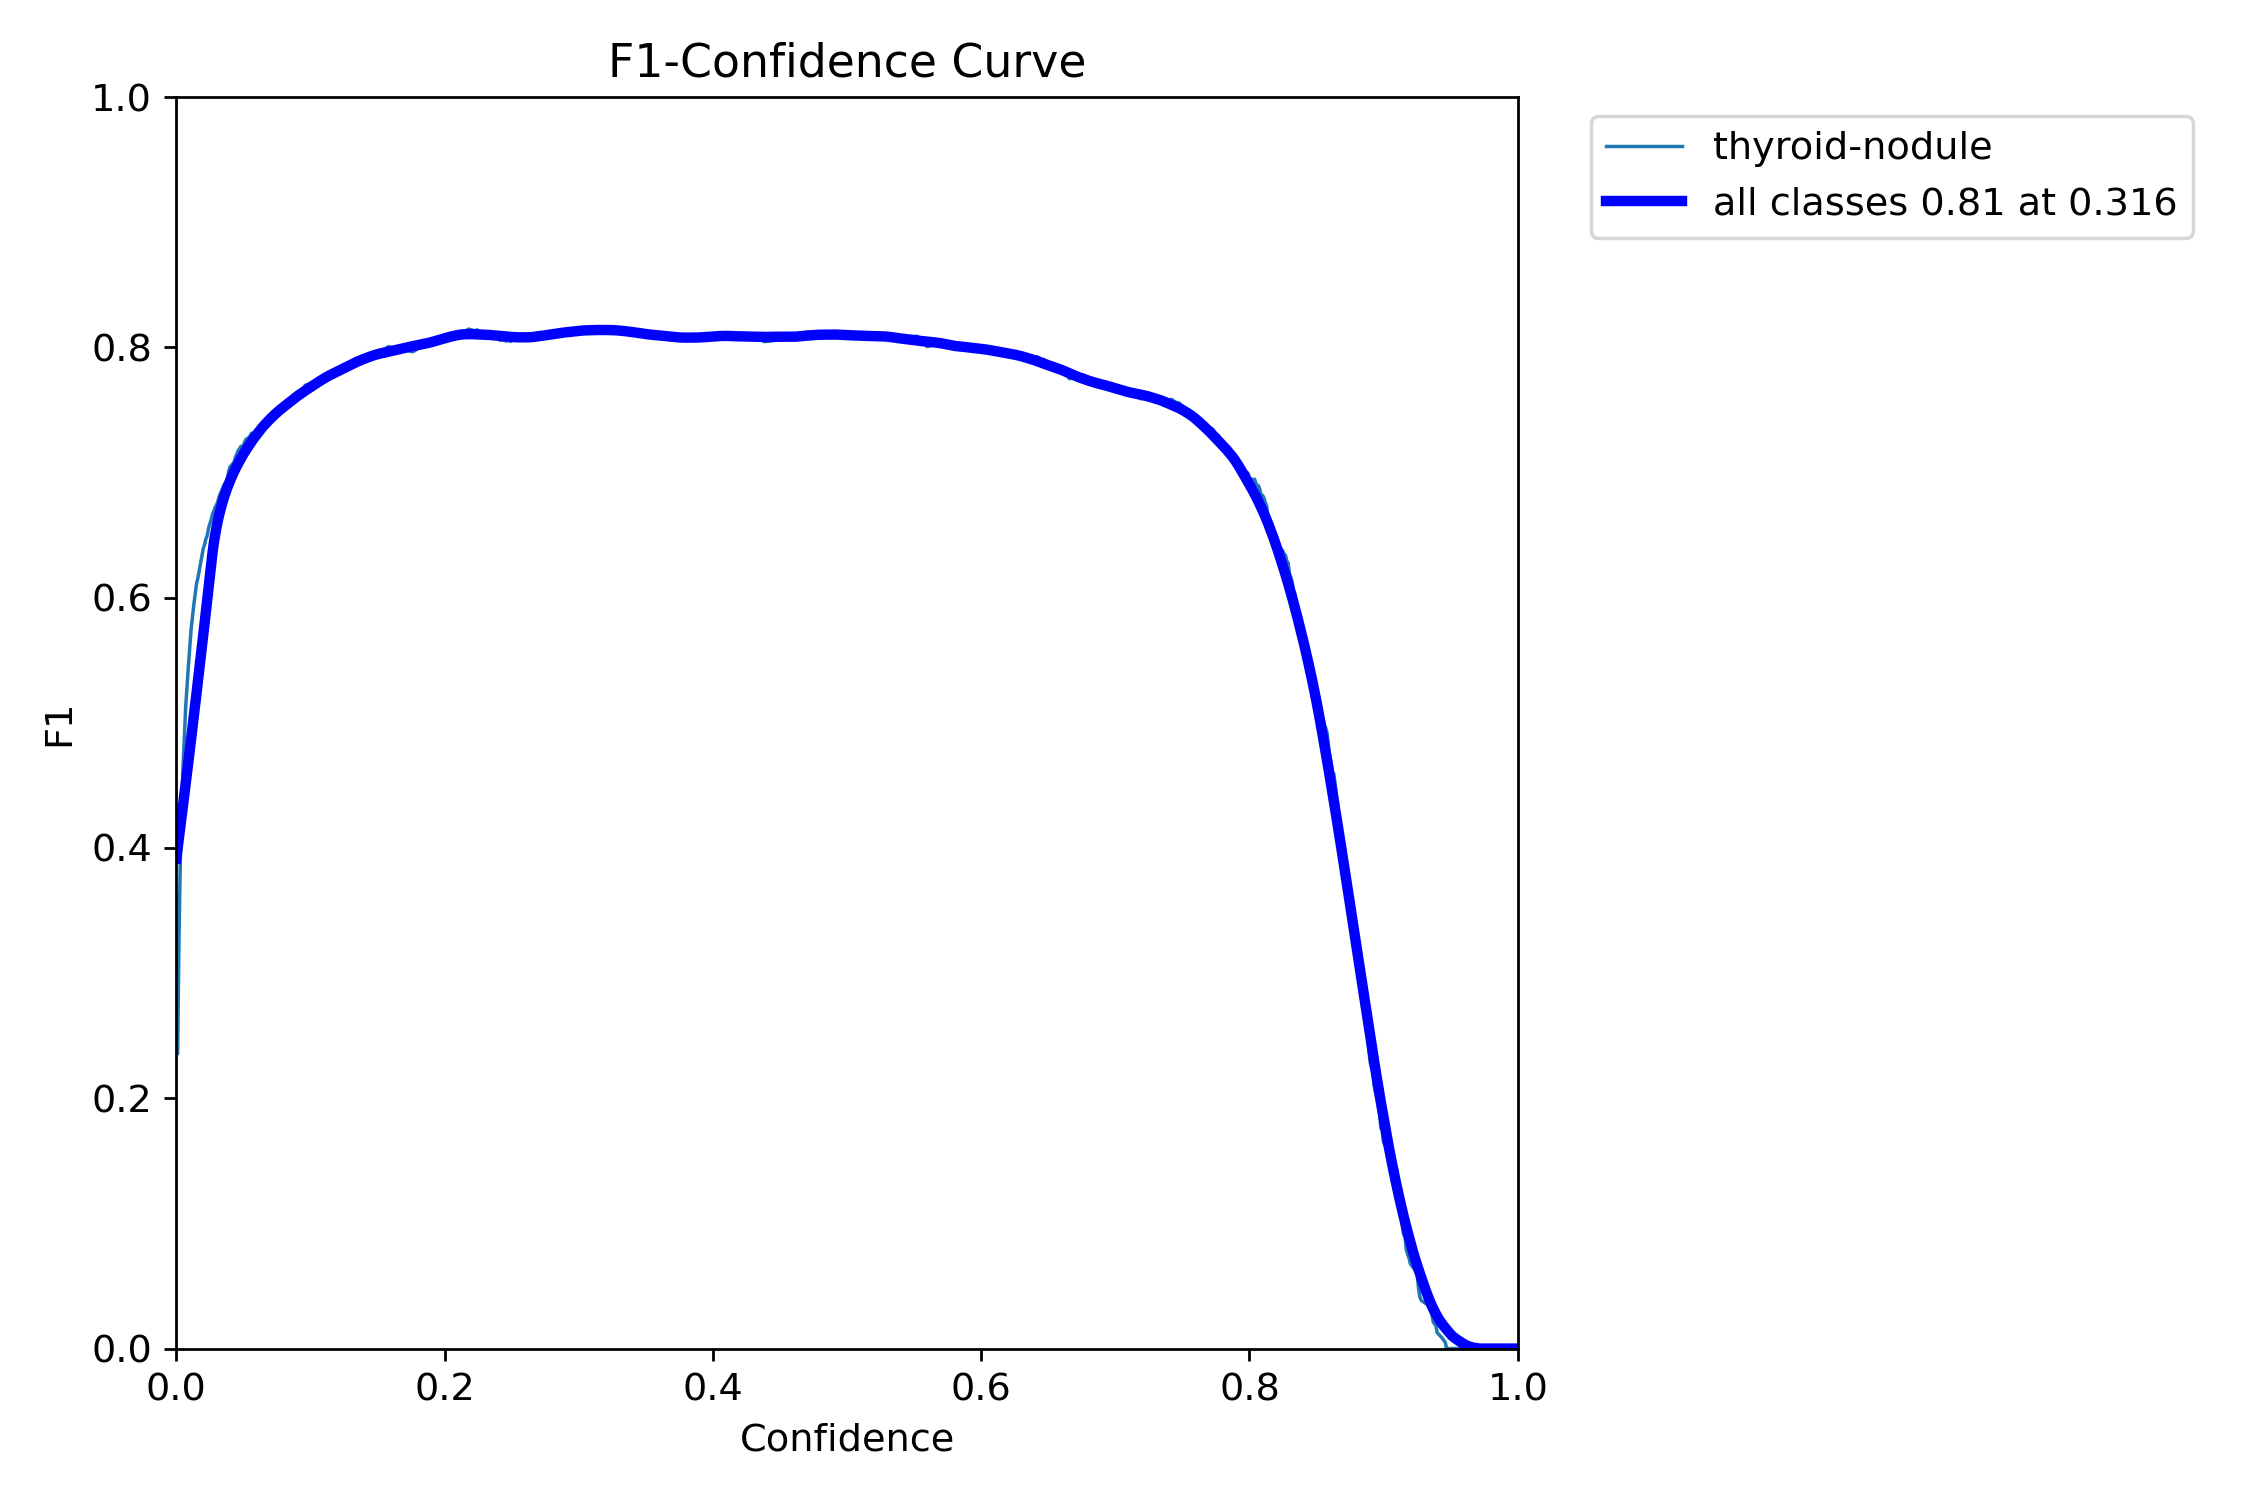 F1-Confidence Curve
1.0
0.8
0.6
0.4
0.2
0.0
F1
0.0 0.2 0.4 0.6 0.8 1.0
Confidence
thyroid-nodule
all classes 0.81 at 0.316